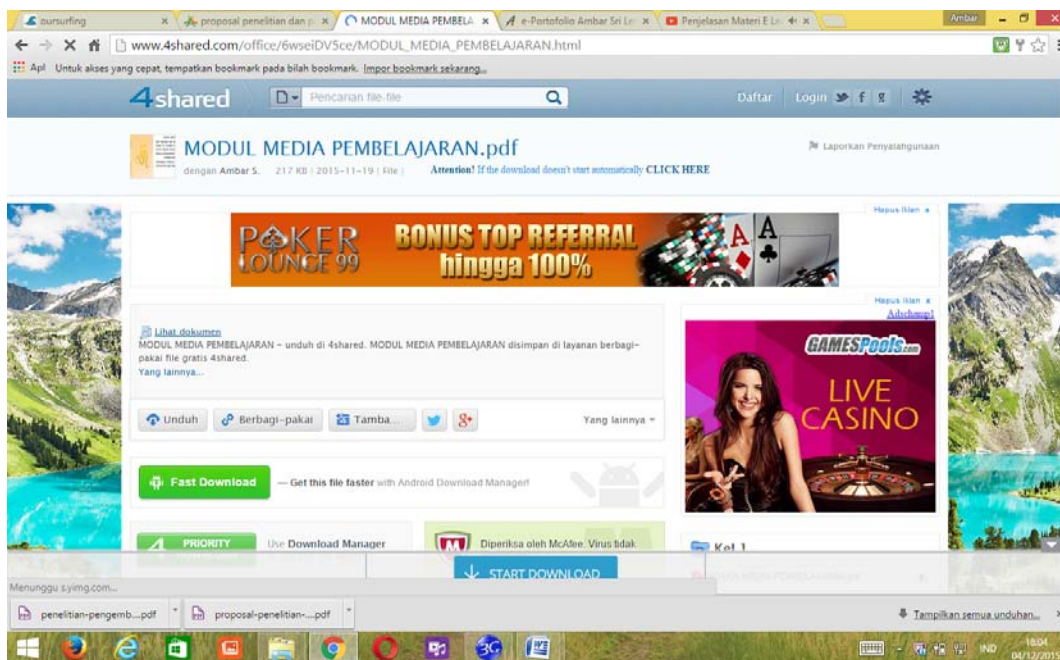 oursurfing
proposal penelitian dan p
MODUL MEDIA PEMBELA
e-Portofolio Ambar Sri Le
Penjelasan Materi E Le
Ambar
www.4shared.com/office/6wseiDV5ce/MODUL_MEDIA_PEMBELAJARAN.html
Apl Untuk akses yang cepat, tempatkan bookmark pada bilah bookmark. Impor bookmark sekarang...
4shared
Pencarian file-file
Daftar Login
MODUL MEDIA PEMBELAJARAN.pdf
Laporkan Penyalahgunaan
dengan Ambar S. 217 KB | 2015-11-19 | File |
Attention! If the download doesn't start automatically CLICK HERE
Hapus Iklan x
POKER LOUNGE 99
BONUS TOP REFERRAL
hingga 100%
Hapus Iklan x
Adschamp1
Lihat dokumen
MODUL MEDIA PEMBELAJARAN - unduh di 4shared. MODUL MEDIA PEMBELAJARAN disimpan di layanan berbagi-
pakai file gratis 4shared.
Yang lainnya...
GAMESPools.com
LIVE
CASINO
Unduh Berbagi-pakai Tamba... Yang lainnya
Fast Download — Get this file faster with Android Download Manager!
PRIORITY
Use Download Manager
Diperiksa oleh McAfee. Virus tidak
Kel 1
START DOWNLOAD
Menunggu s.yimg.com...
penelitian-pengemb....pdf
proposal-penelitian-....pdf
Tampilkan semua unduhan...
3G
IND
18:04
04/12/2015